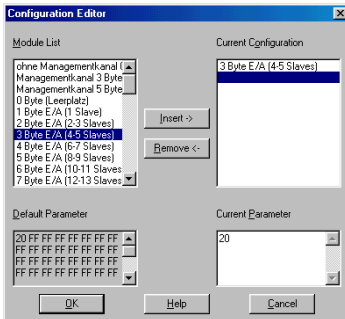 Configuration Editor
Module List
Current Configuration
ohne Managementkanal (
Managementkanal 3 Byte
Managementkanal 5 Byte
0 Byte (Leerplatz)
1 Byte E/A (1 Slave)
2 Byte E/A (2-3 Slaves)
3 Byte E/A (4-5 Slaves)
4 Byte E/A (6-7 Slaves)
5 Byte E/A (8-9 Slaves)
6 Byte E/A (10-11 Slaves
7 Byte E/A (12-13 Slaves
3 Byte E/A (4-5 Slaves)
Insert ->
Remove <-
Default Parameter
Current Parameter
20 FF FF FF FF FF FF FF
FF FF FF FF FF FF FF FF
FF FF FF FF FF FF FF FF
FF FF FF FF FF FF FF FF
20
OK
Help
Cancel